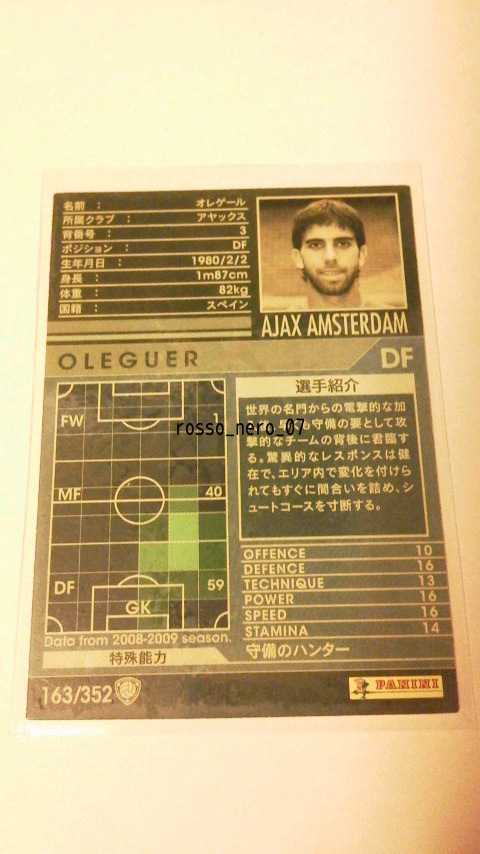 名前 : オレゲール
所属クラブ : アヤックス
背番号 : 3
ポジション : DF
生年月日 : 1980/2/2
身長 : 1m87cm
体重 : 82kg
国籍 : スペイン
AJAX AMSTERDAM
OLEGUER DF
FW 1
MF 40
DF 59
GK
Data from 2008-2009 season.
選手紹介
世界の名門からの電撃的な加
守備の要として攻
撃的なチームの背後に君臨す
る。驚異的なレスポンスは健
在で、エリア内で変化を付けら
れてもすぐに間合いを詰め、シ
ュートコースを寸断する。
rosso_nero_07
OFFENCE 10
DEFENCE 16
TECHNIQUE 13
POWER 16
SPEED 16
STAMINA 14
特殊能力 守備のハンター
163/352
PANINI